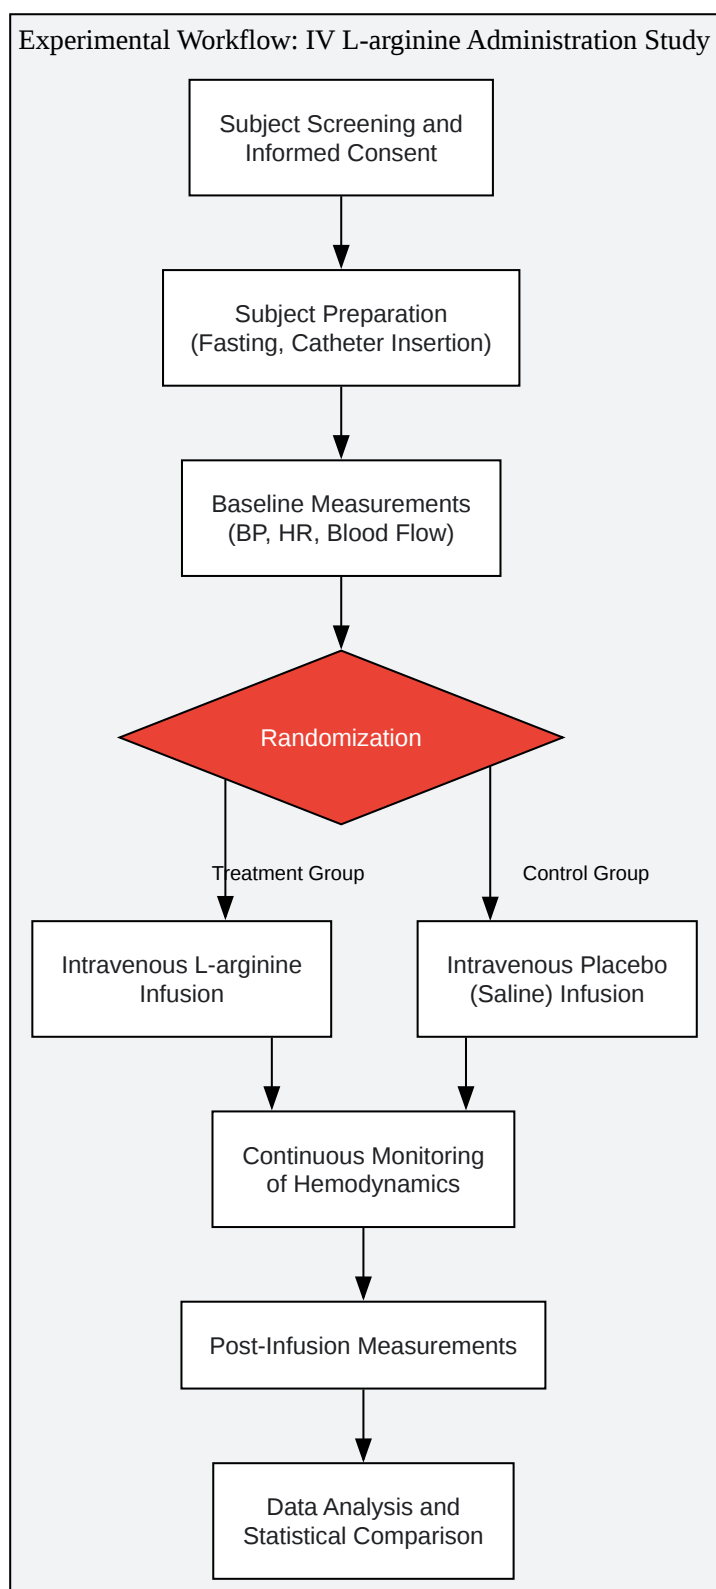 Experimental Workflow: IV L-arginine Administration Study
Subject Screening and
Informed Consent
Subject Preparation
(Fasting, Catheter Insertion)
Baseline Measurements
(BP, HR, Blood Flow)
Randomization
Treatment Group
Control Group
Intravenous L-arginine
Infusion
Intravenous Placebo
(Saline) Infusion
Continuous Monitoring
of Hemodynamics
Post-Infusion Measurements
Data Analysis and
Statistical Comparison